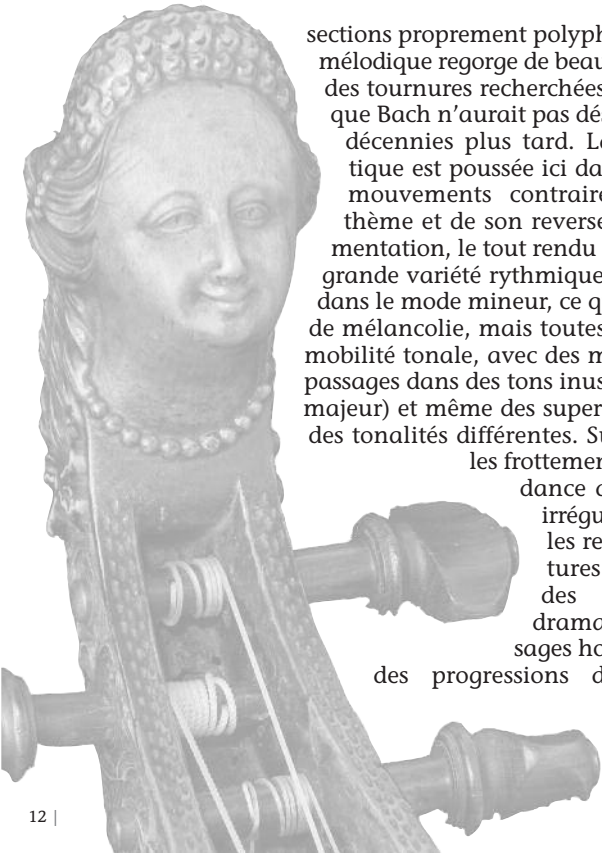 sections proprement polyph
mélodique regorge de beau
des tournures recherchées
que Bach n’aurait pas dés
décennies plus tard. Le
tique est poussée ici da
mouvements contraire
thème et de son reverse
mentation, le tout rendu
grande variété rythmique
dans le mode mineur, ce q
de mélancolie, mais toutes
mobilité tonale, avec des m
passages dans des tons inus
majeur) et même des super
des tonalités différentes. Su
les frottemen
dance d
irrégu
les re
tures
des
drama
sages ho
des progressions d
12 |